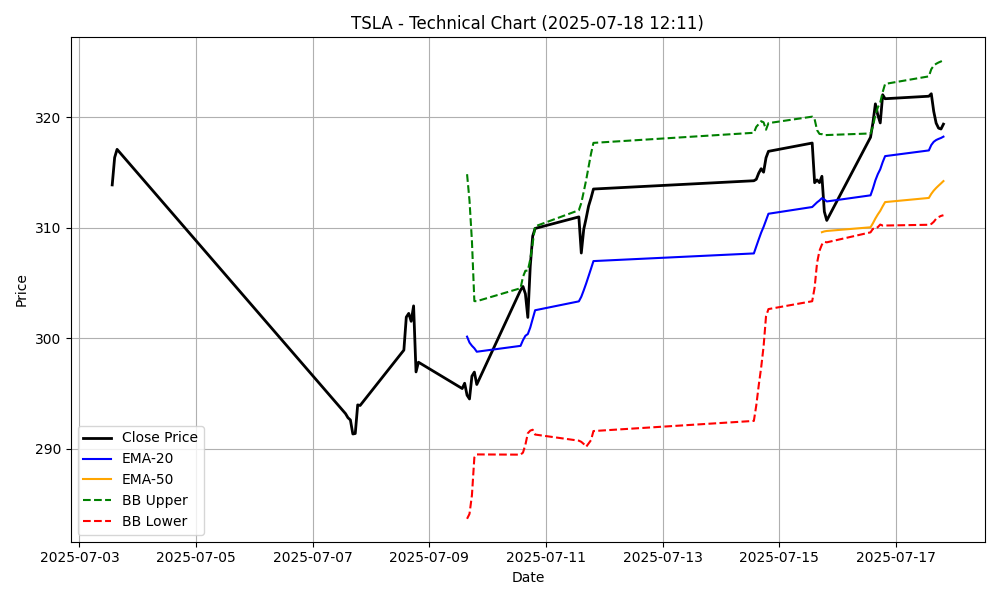 TSLA - Technical Chart (2025-07-18 12:11)
Price
320
310
300
290
Close Price
EMA-20
EMA-50
BB Upper
BB Lower
2025-07-03 2025-07-05 2025-07-07 2025-07-09 2025-07-11 2025-07-13 2025-07-15 2025-07-17
Date